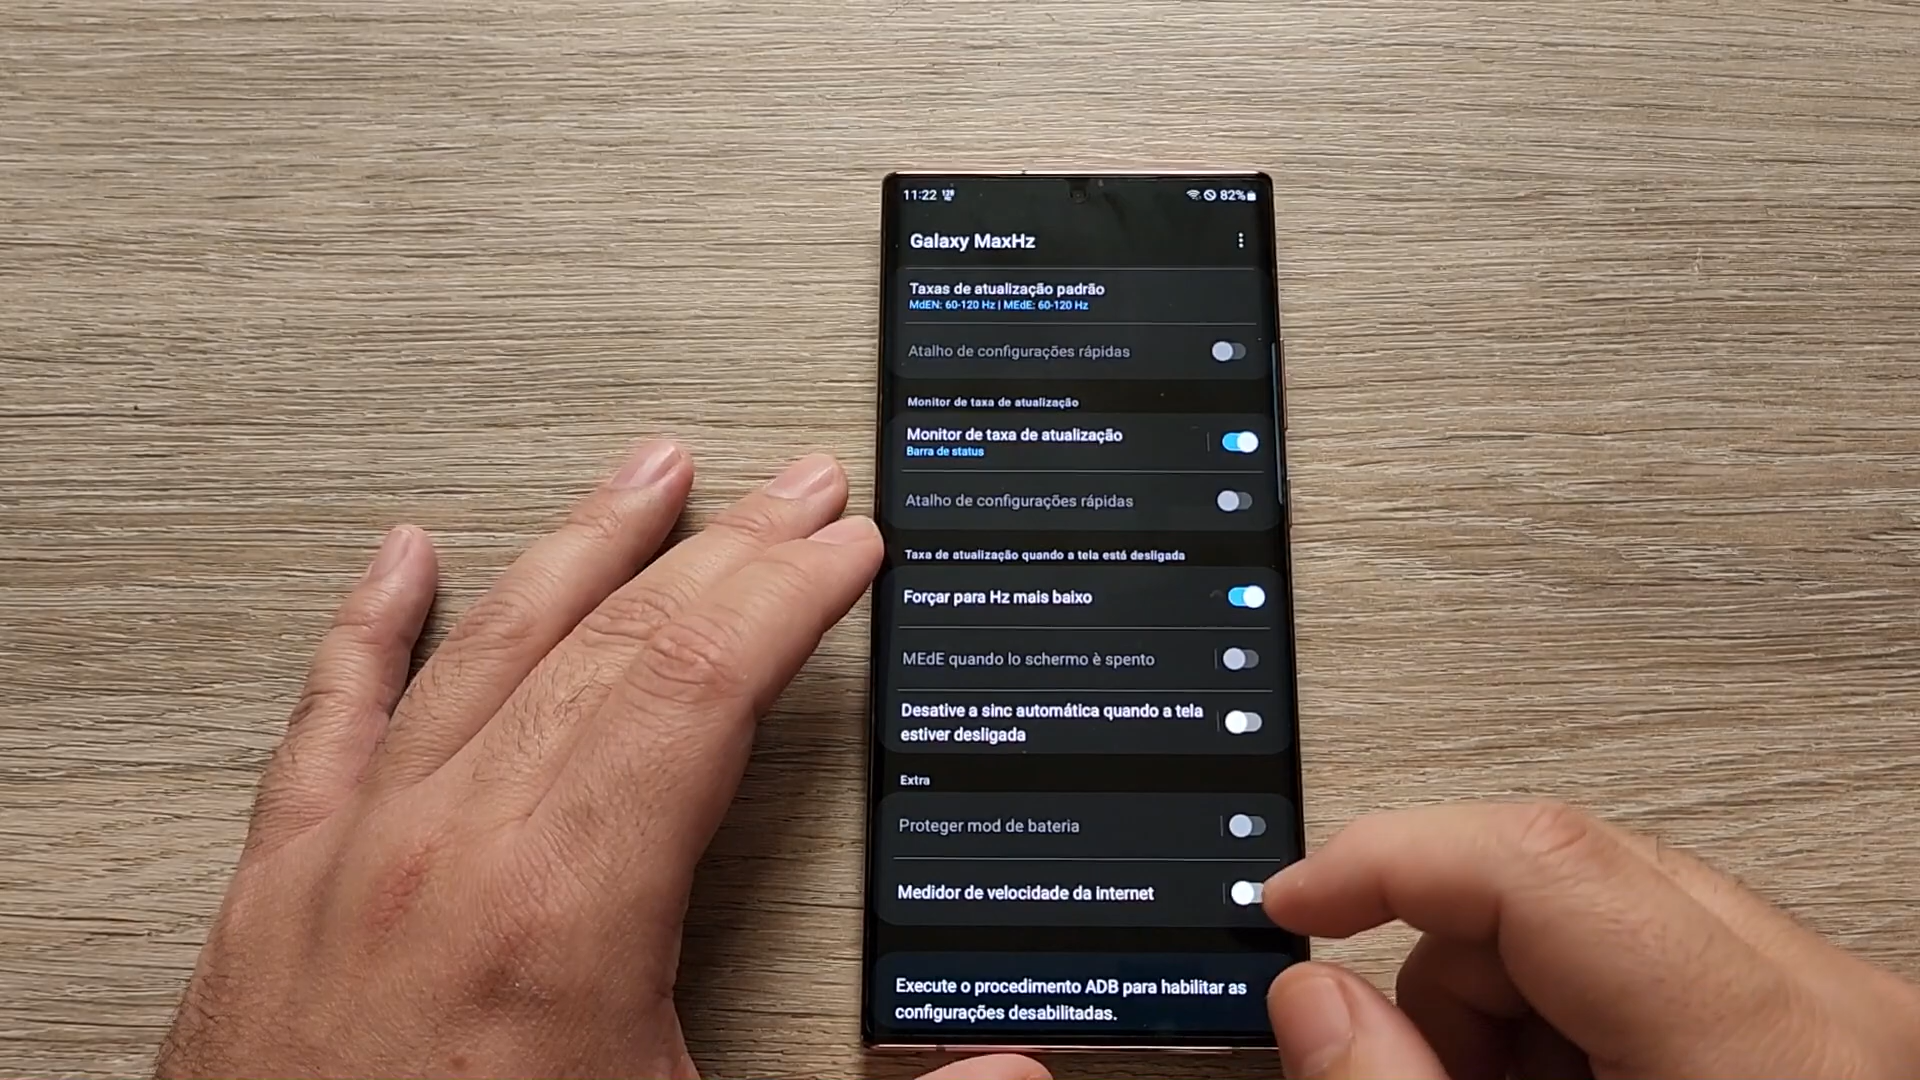 11:22
82%
Galaxy MaxHz
Taxas de atualização padrão
MdEN: 60-120 Hz | MEdE: 60-120 Hz
Atalho de configurações rápidas
Monitor de taxa de atualização
Monitor de taxa de atualização
Barra de status
Atalho de configurações rápidas
Taxa de atualização quando a tela está desligada
Forçar para Hz mais baixo
MEdE quando lo schermo è spento
Desative a sinc automática quando a tela
estiver desligada
Extra
Proteger mod de bateria
Medidor de velocidade da internet
Execute o procedimento ADB para habilitar as
configurações desabilitadas.